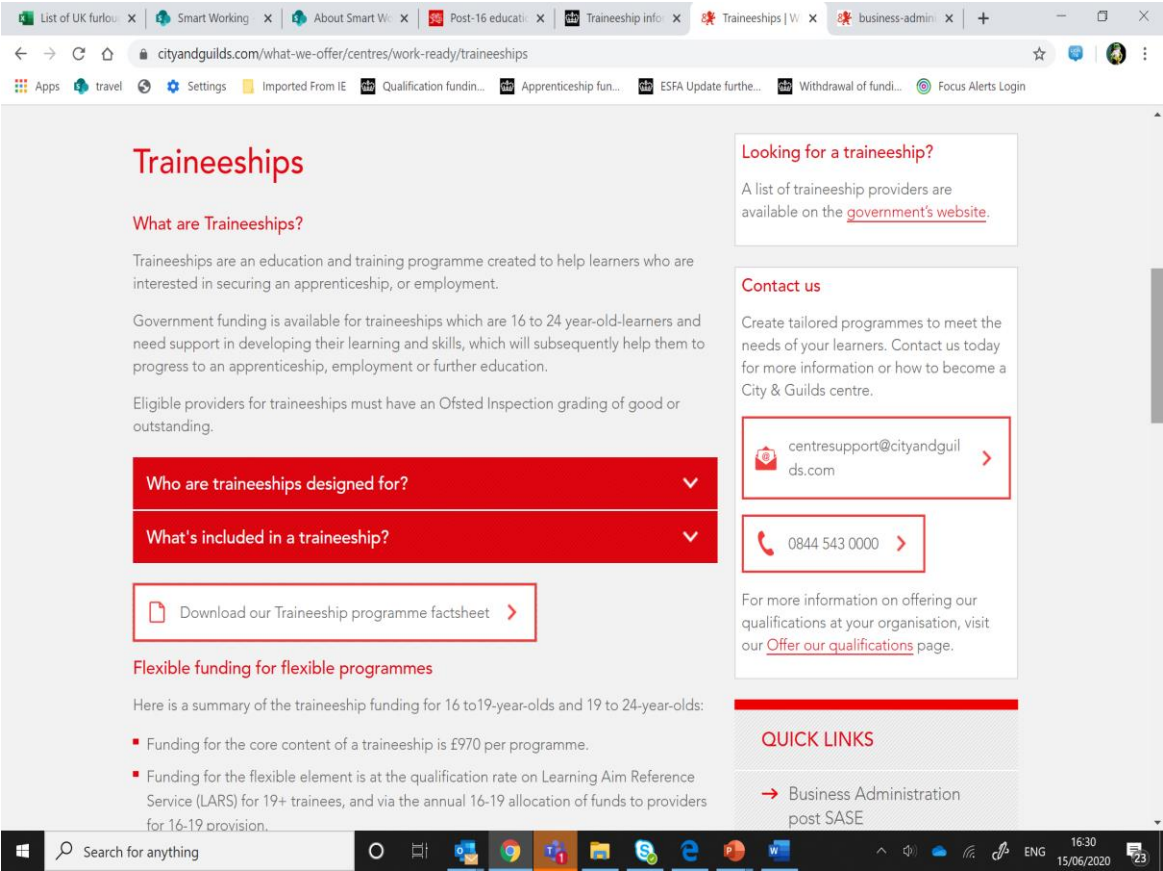 List of UK furlou
Smart Working
About Smart Wo
Post-16 educatio
Traineeship infor
Traineeships | W
business-admini
cityandguilds.com/what-we-offer/centres/work-ready/traineeships
Apps
travel
Settings
Imported From IE
Qualification fundin...
Apprenticeship fun...
ESFA Update furthe...
Withdrawal of fundi...
Focus Alerts Login
Traineeships
What are Traineeships?
Traineeships are an education and training programme created to help learners who are
interested in securing an apprenticeship, or employment.
Government funding is available for traineeships which are 16 to 24 year-old-learners and
need support in developing their learning and skills, which will subsequently help them to
progress to an apprenticeship, employment or further education.
Eligible providers for traineeships must have an Ofsted Inspection grading of good or
outstanding.
Who are traineeships designed for?
What's included in a traineeship?
Download our Traineeship programme factsheet
Flexible funding for flexible programmes
Here is a summary of the traineeship funding for 16 to19-year-olds and 19 to 24-year-olds:
Funding for the core content of a traineeship is £970 per programme.
Funding for the flexible element is at the qualification rate on Learning Aim Reference
Service (LARS) for 19+ trainees, and via the annual 16-19 allocation of funds to providers
for 16-19 provision.
Looking for a traineeship?
A list of traineeship providers are
available on the government's website.
Contact us
Create tailored programmes to meet the
needs of your learners. Contact us today
for more information or how to become a
City & Guilds centre.
centresupport@cityandguil
ds.com
0844 543 0000
For more information on offering our
qualifications at your organisation, visit
our Offer our qualifications page.
QUICK LINKS
Business Administration
post SASE
Search for anything
ENG
16:30
15/06/2020
23